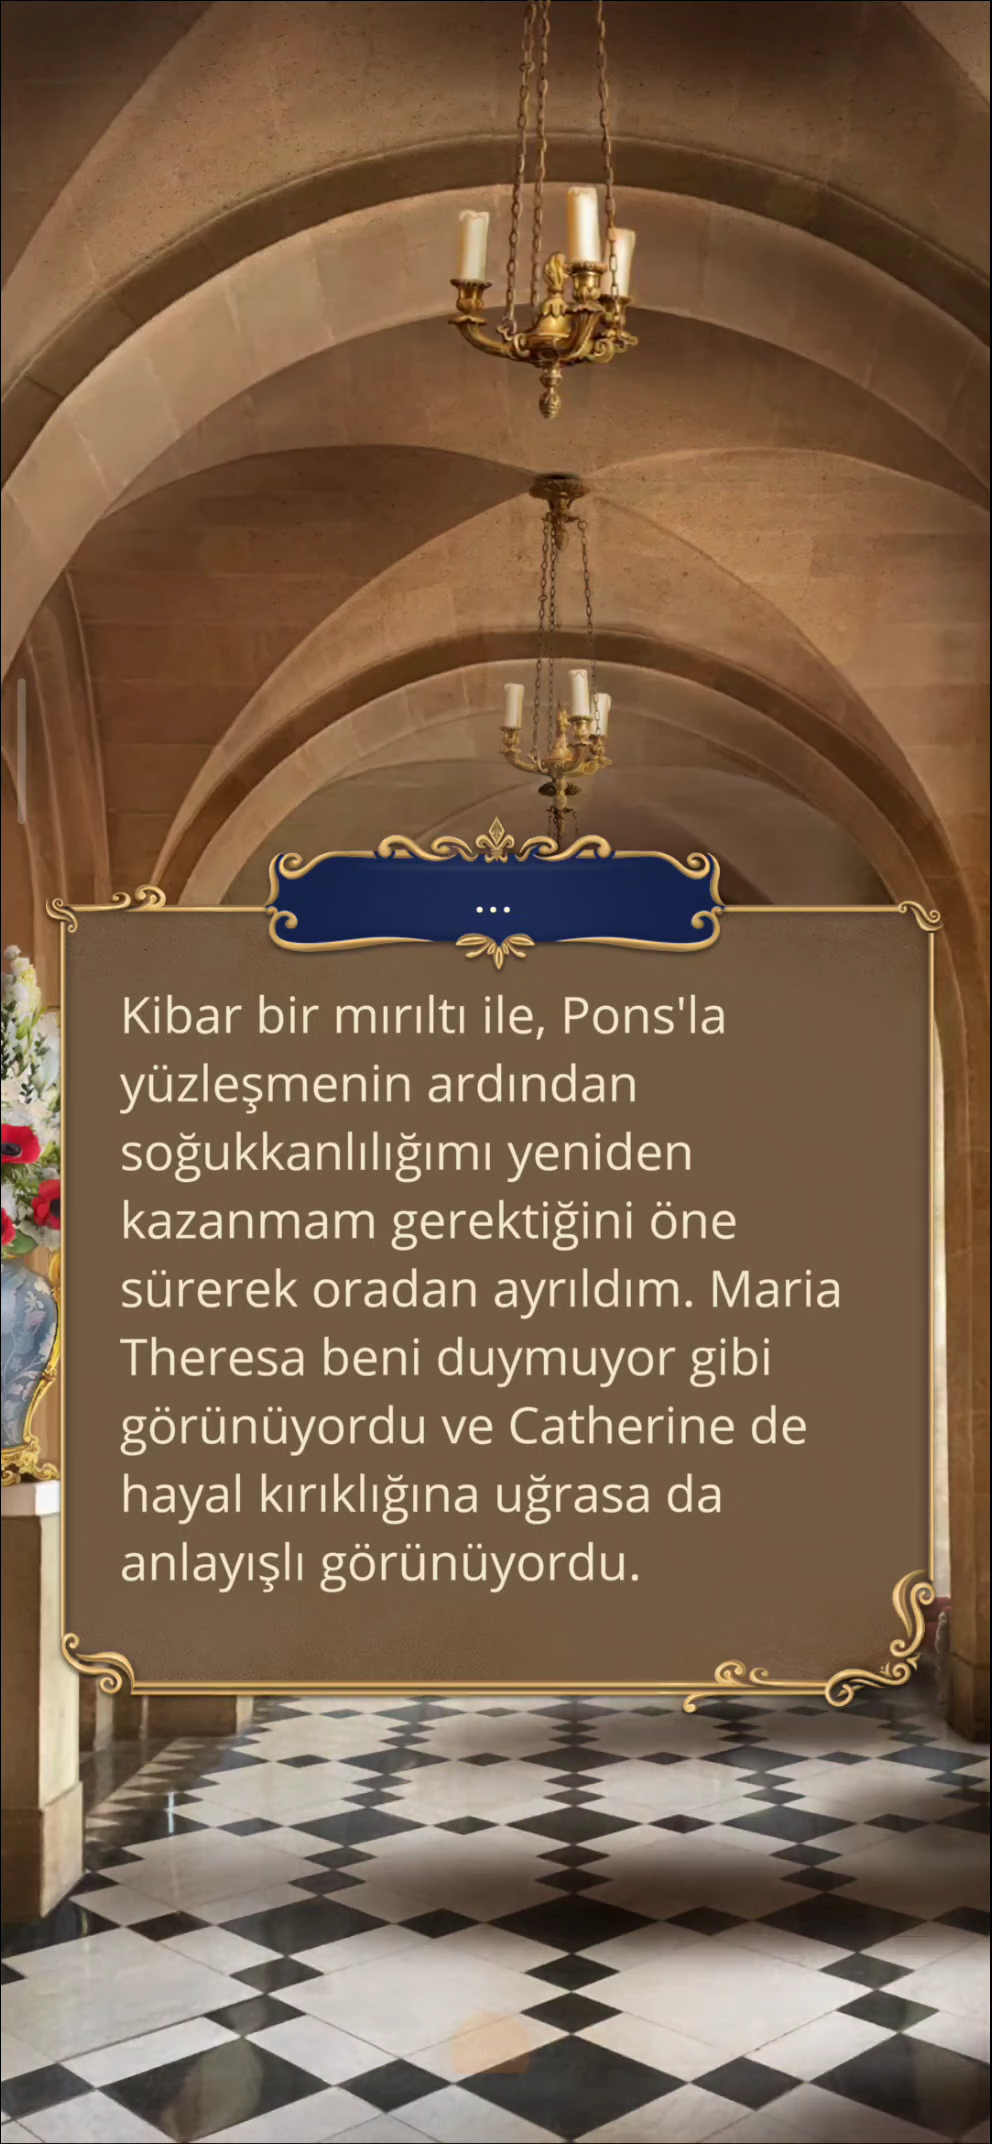 ...
Kibar bir mırıltı ile, Pons'la
yüzleşmenin ardından
soğukkanlılığımı yeniden
kazanmam gerektiğini öne
sürerek oradan ayrıldım. Maria
Theresa beni duymuyor gibi
görünüyordu ve Catherine de
hayal kırıklığına uğrasa da
anlayışlı görünüyordu.